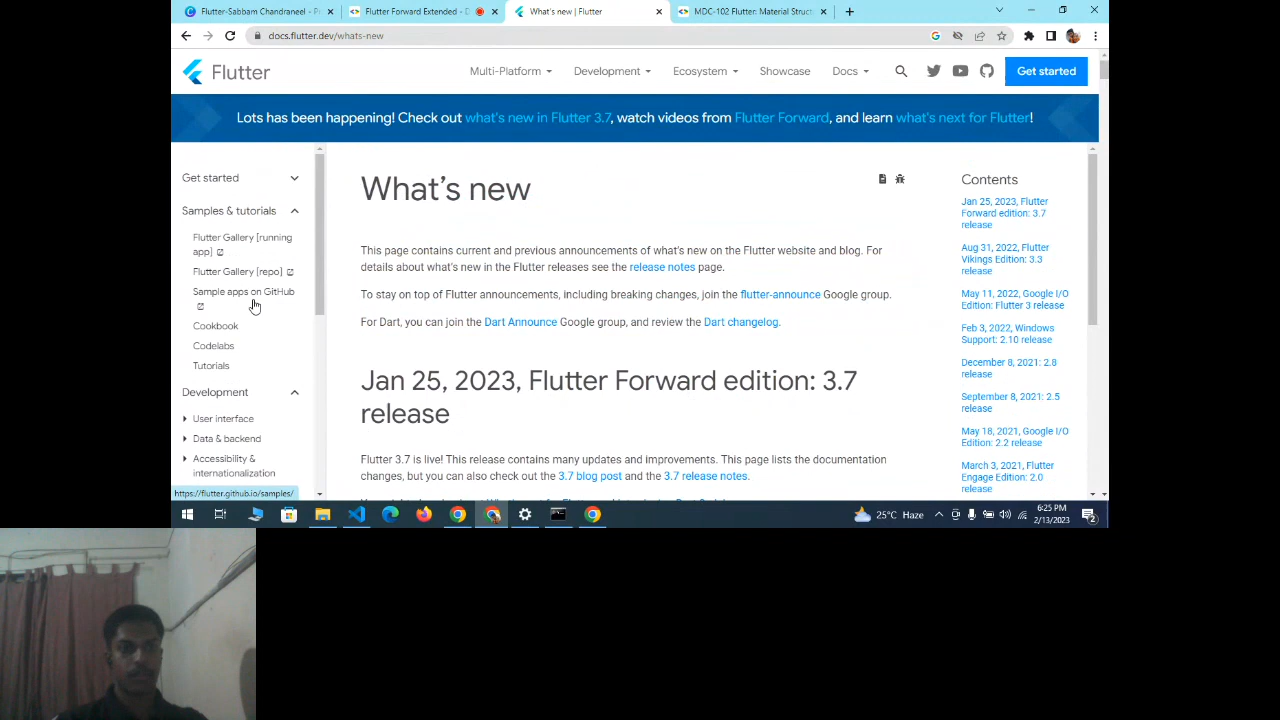 Flutter-Sabbam Chandraneel - P
Flutter Forward Extended - D
What's new | Flutter
MDC-102 Flutter: Material Struct
docs.flutter.dev/whats-new
Flutter
Multi-Platform
Development
Ecosystem
Showcase
Docs
Get started
Lots has been happening! Check out what's new in Flutter 3.7, watch videos from Flutter Forward, and learn what's next for Flutter!
Get started
Samples & tutorials
Flutter Gallery [running
app]
Flutter Gallery [repo]
Sample apps on GitHub
Cookbook
Codelabs
Tutorials
Development
User interface
Data & backend
Accessibility &
internationalization
https://flutter.github.io/samples/
What's new
This page contains current and previous announcements of what's new on the Flutter website and blog. For
details about what's new in the Flutter releases see the release notes page.
To stay on top of Flutter announcements, including breaking changes, join the flutter-announce Google group.
For Dart, you can join the Dart Announce Google group, and review the Dart changelog.
Jan 25, 2023, Flutter Forward edition: 3.7
release
Flutter 3.7 is live! This release contains many updates and improvements. This page lists the documentation
changes, but you can also check out the 3.7 blog post and the 3.7 release notes.
Contents
Jan 25, 2023, Flutter
Forward edition: 3.7
release
Aug 31, 2022, Flutter
Vikings Edition: 3.3
release
May 11, 2022, Google I/O
Edition: Flutter 3 release
Feb 3, 2022, Windows
Support: 2.10 release
December 8, 2021: 2.8
release
September 8, 2021: 2.5
release
May 18, 2021, Google I/O
Edition: 2.2 release
March 3, 2021, Flutter
Engage Edition: 2.0
release
25°C Haze
6:25 PM
2/13/2023
2